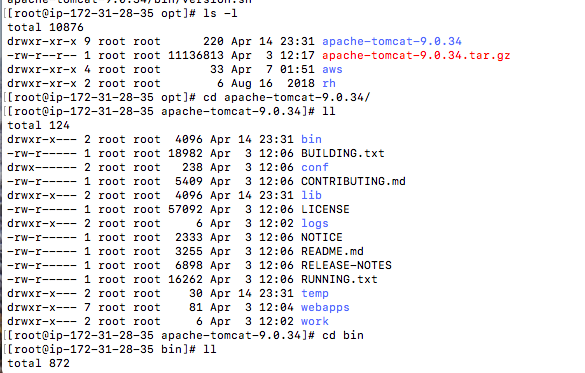 apache-tomcat-9.0.34/bin/version.sh
[[root@ip-172-31-28-35 opt]# ls -l
total 10876
drwxr-xr-x 9 root root      220 Apr 14 23:31 apache-tomcat-9.0.34
-rw-r--r-- 1 root root 11136813 Apr  3 12:17 apache-tomcat-9.0.34.tar.gz
drwxr-xr-x 4 root root       33 Apr  7 01:51 aws
drwxr-xr-x 2 root root        6 Aug 16  2018 rh
[[root@ip-172-31-28-35 opt]# cd apache-tomcat-9.0.34/
[[root@ip-172-31-28-35 apache-tomcat-9.0.34]# ll
total 124
drwxr-x--- 2 root root  4096 Apr 14 23:31 bin
-rw-r----- 1 root root 18982 Apr  3 12:06 BUILDING.txt
drwx------ 2 root root   238 Apr  3 12:06 conf
-rw-r----- 1 root root  5409 Apr  3 12:06 CONTRIBUTING.md
drwxr-x--- 2 root root  4096 Apr 14 23:31 lib
-rw-r----- 1 root root 57092 Apr  3 12:06 LICENSE
drwxr-x--- 2 root root     6 Apr  3 12:02 logs
-rw-r----- 1 root root  2333 Apr  3 12:06 NOTICE
-rw-r----- 1 root root  3255 Apr  3 12:06 README.md
-rw-r----- 1 root root  6898 Apr  3 12:06 RELEASE-NOTES
-rw-r----- 1 root root 16262 Apr  3 12:06 RUNNING.txt
drwxr-x--- 2 root root    30 Apr 14 23:31 temp
drwxr-x--- 7 root root    81 Apr  3 12:04 webapps
drwxr-x--- 2 root root     6 Apr  3 12:02 work
[[root@ip-172-31-28-35 apache-tomcat-9.0.34]# cd bin
[[root@ip-172-31-28-35 bin]# ll
total 872